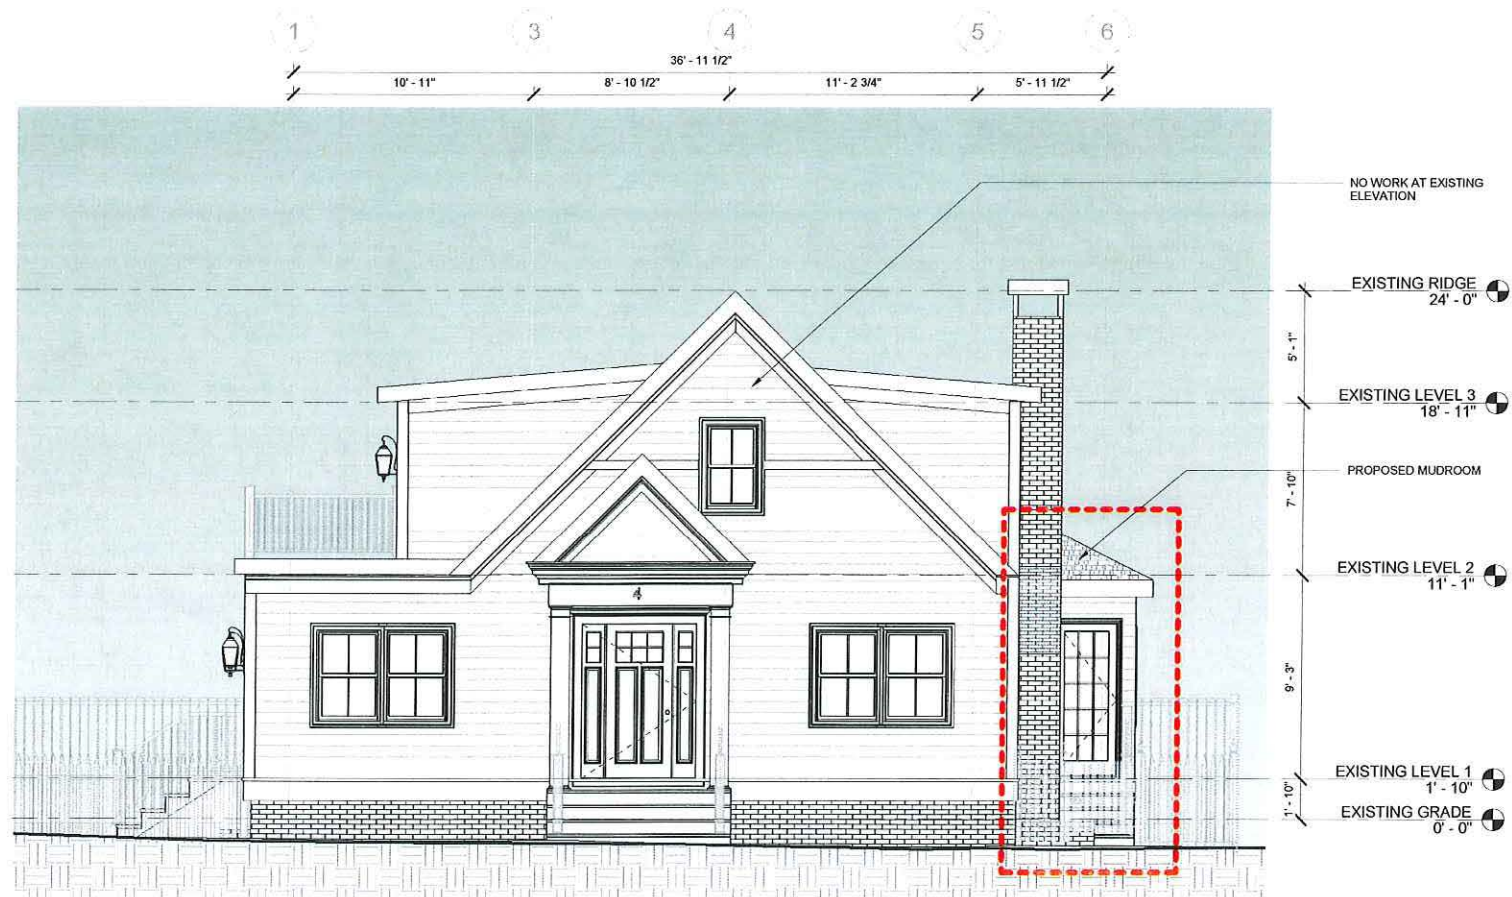 1 3 4 5 6
36' - 11 1/2"
10' - 11" 8' - 10 1/2" 11' - 2 3/4" 5' - 11 1/2"
NO WORK AT EXISTING
ELEVATION
EXISTING RIDGE
24' - 0"
5' - 1"
EXISTING LEVEL 3
18' - 11"
PROPOSED MUDROOM
7' - 10"
EXISTING LEVEL 2
11' - 1"
4
9' - 3"
EXISTING LEVEL 1
1' - 10"
1' - 10"
EXISTING GRADE
0' - 0"